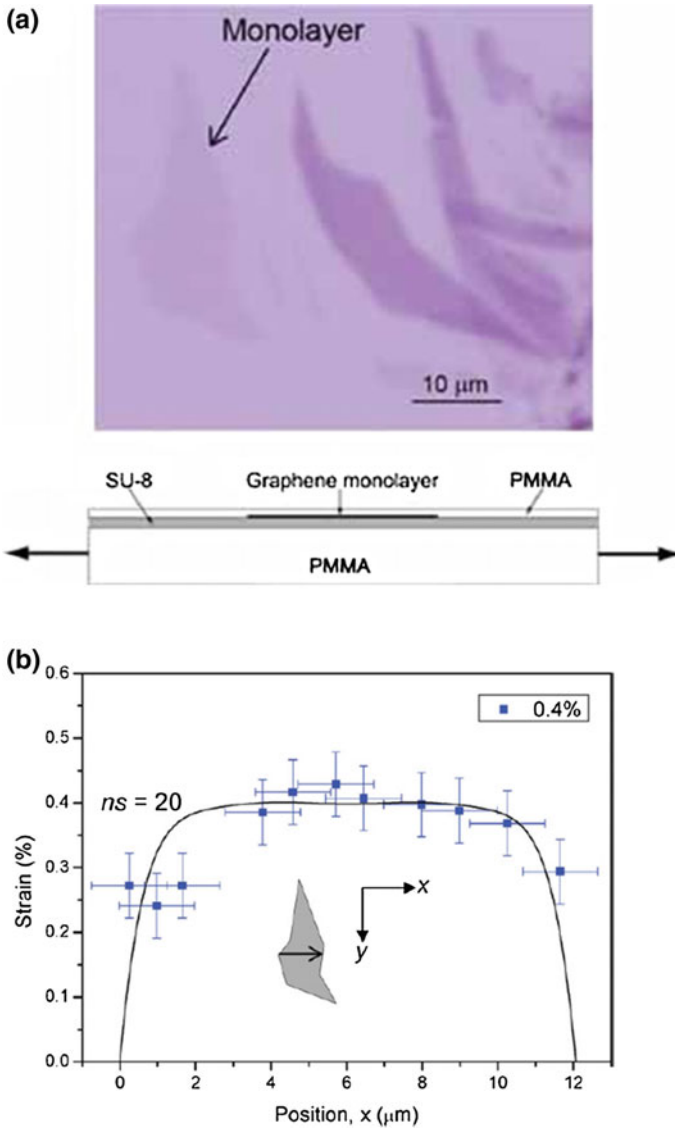 (a)
Monolayer
10 μm
SU-8 Graphene monolayer PMMA
PMMA
(b)
0.6
0.4%
0.5
ns = 20
0.4
0.3
x
0.2
y
0.1
0.0
Strain (%)
0 2 4 6 8 10 12
Position, x (μm)